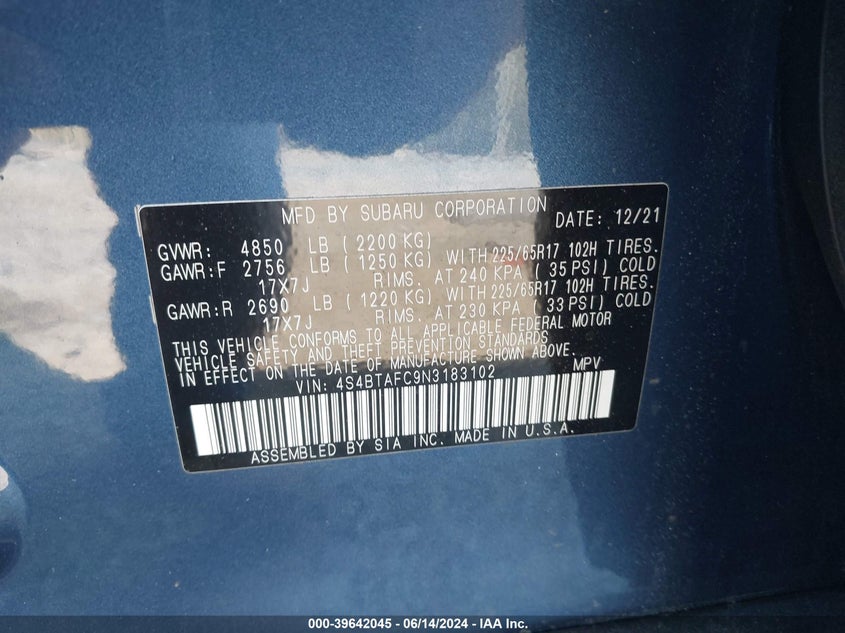 MFD BY SUBARU CORPORATION DATE: 12/21
GVWR: 4850 LB (2200 KG)
GAWR:F 2756 LB (1250 KG) WITH 225/65R17 102H TIRES.
17X7J RIMS. AT 240 KPA (35 PSI) COLD
GAWR:R 2690 LB (1220 KG) WITH 225/65R17 102H TIRES.
17X7J RIMS. AT 230 KPA 33 PSI) COLD
THIS VEHICLE CONFORMS TO ALL APPLICABLE FEDERAL MOTOR
VEHICLE SAFETY AND THEFT PREVENTION STANDARDS
IN EFFECT ON THE DATE OF MANUFACTURE SHOWN ABOVE.
VIN: 4S4BTAFC9N3183102 MPV
ASSEMBLED BY SIA INC. MADE IN U.S.A.
000-39642045 - 06/14/2024 - IAA Inc.